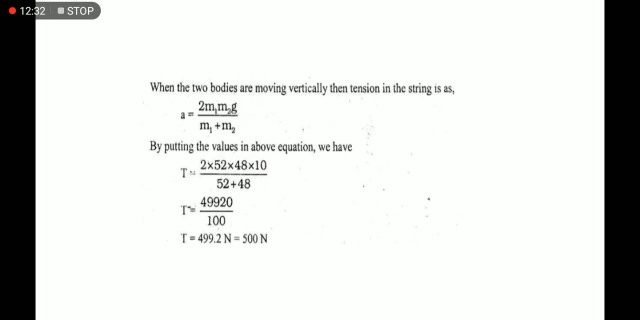 12:32 STOP
When the two bodies are moving vertically then tension in the string is as,
a = 2m₁m₂g / m₁ + m₂
By putting the values in above equation, we have
T = 2×52×48×10 / 52+48
T = 49920 / 100
T = 499.2 N = 500 N